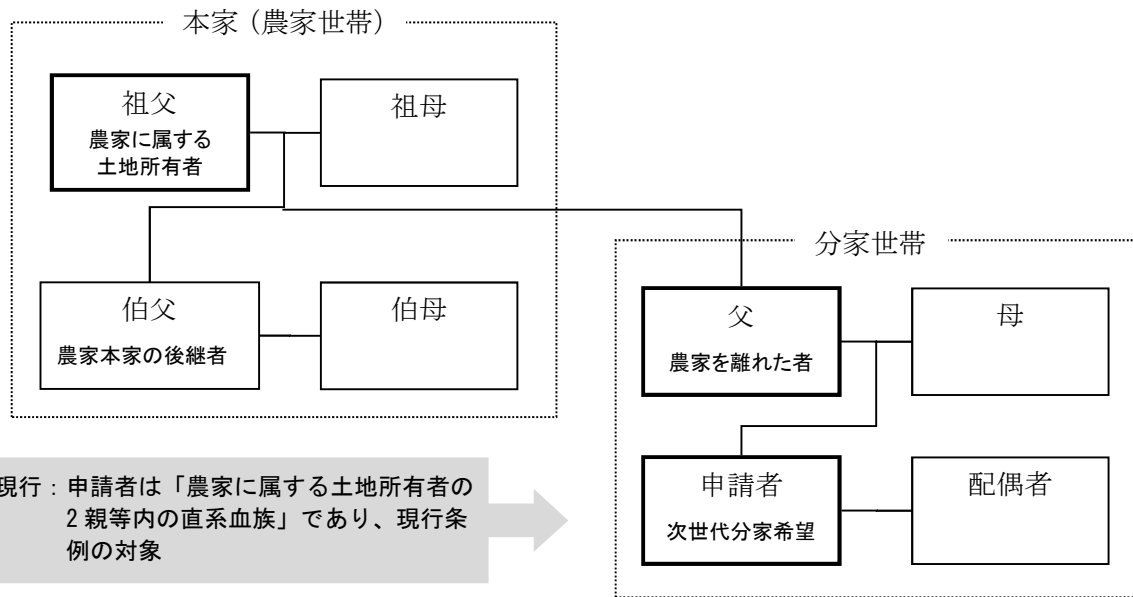 本家（農家世帯）
祖父
農家に属する
土地所有者
祖母
伯父
農家本家の後継者
伯母
分家世帯
父
農家を離れた者
母
申請者
次世代分家希望
配偶者
現行：申請者は「農家に属する土地所有者の
2親等内の直系血族」であり、現行条
例の対象